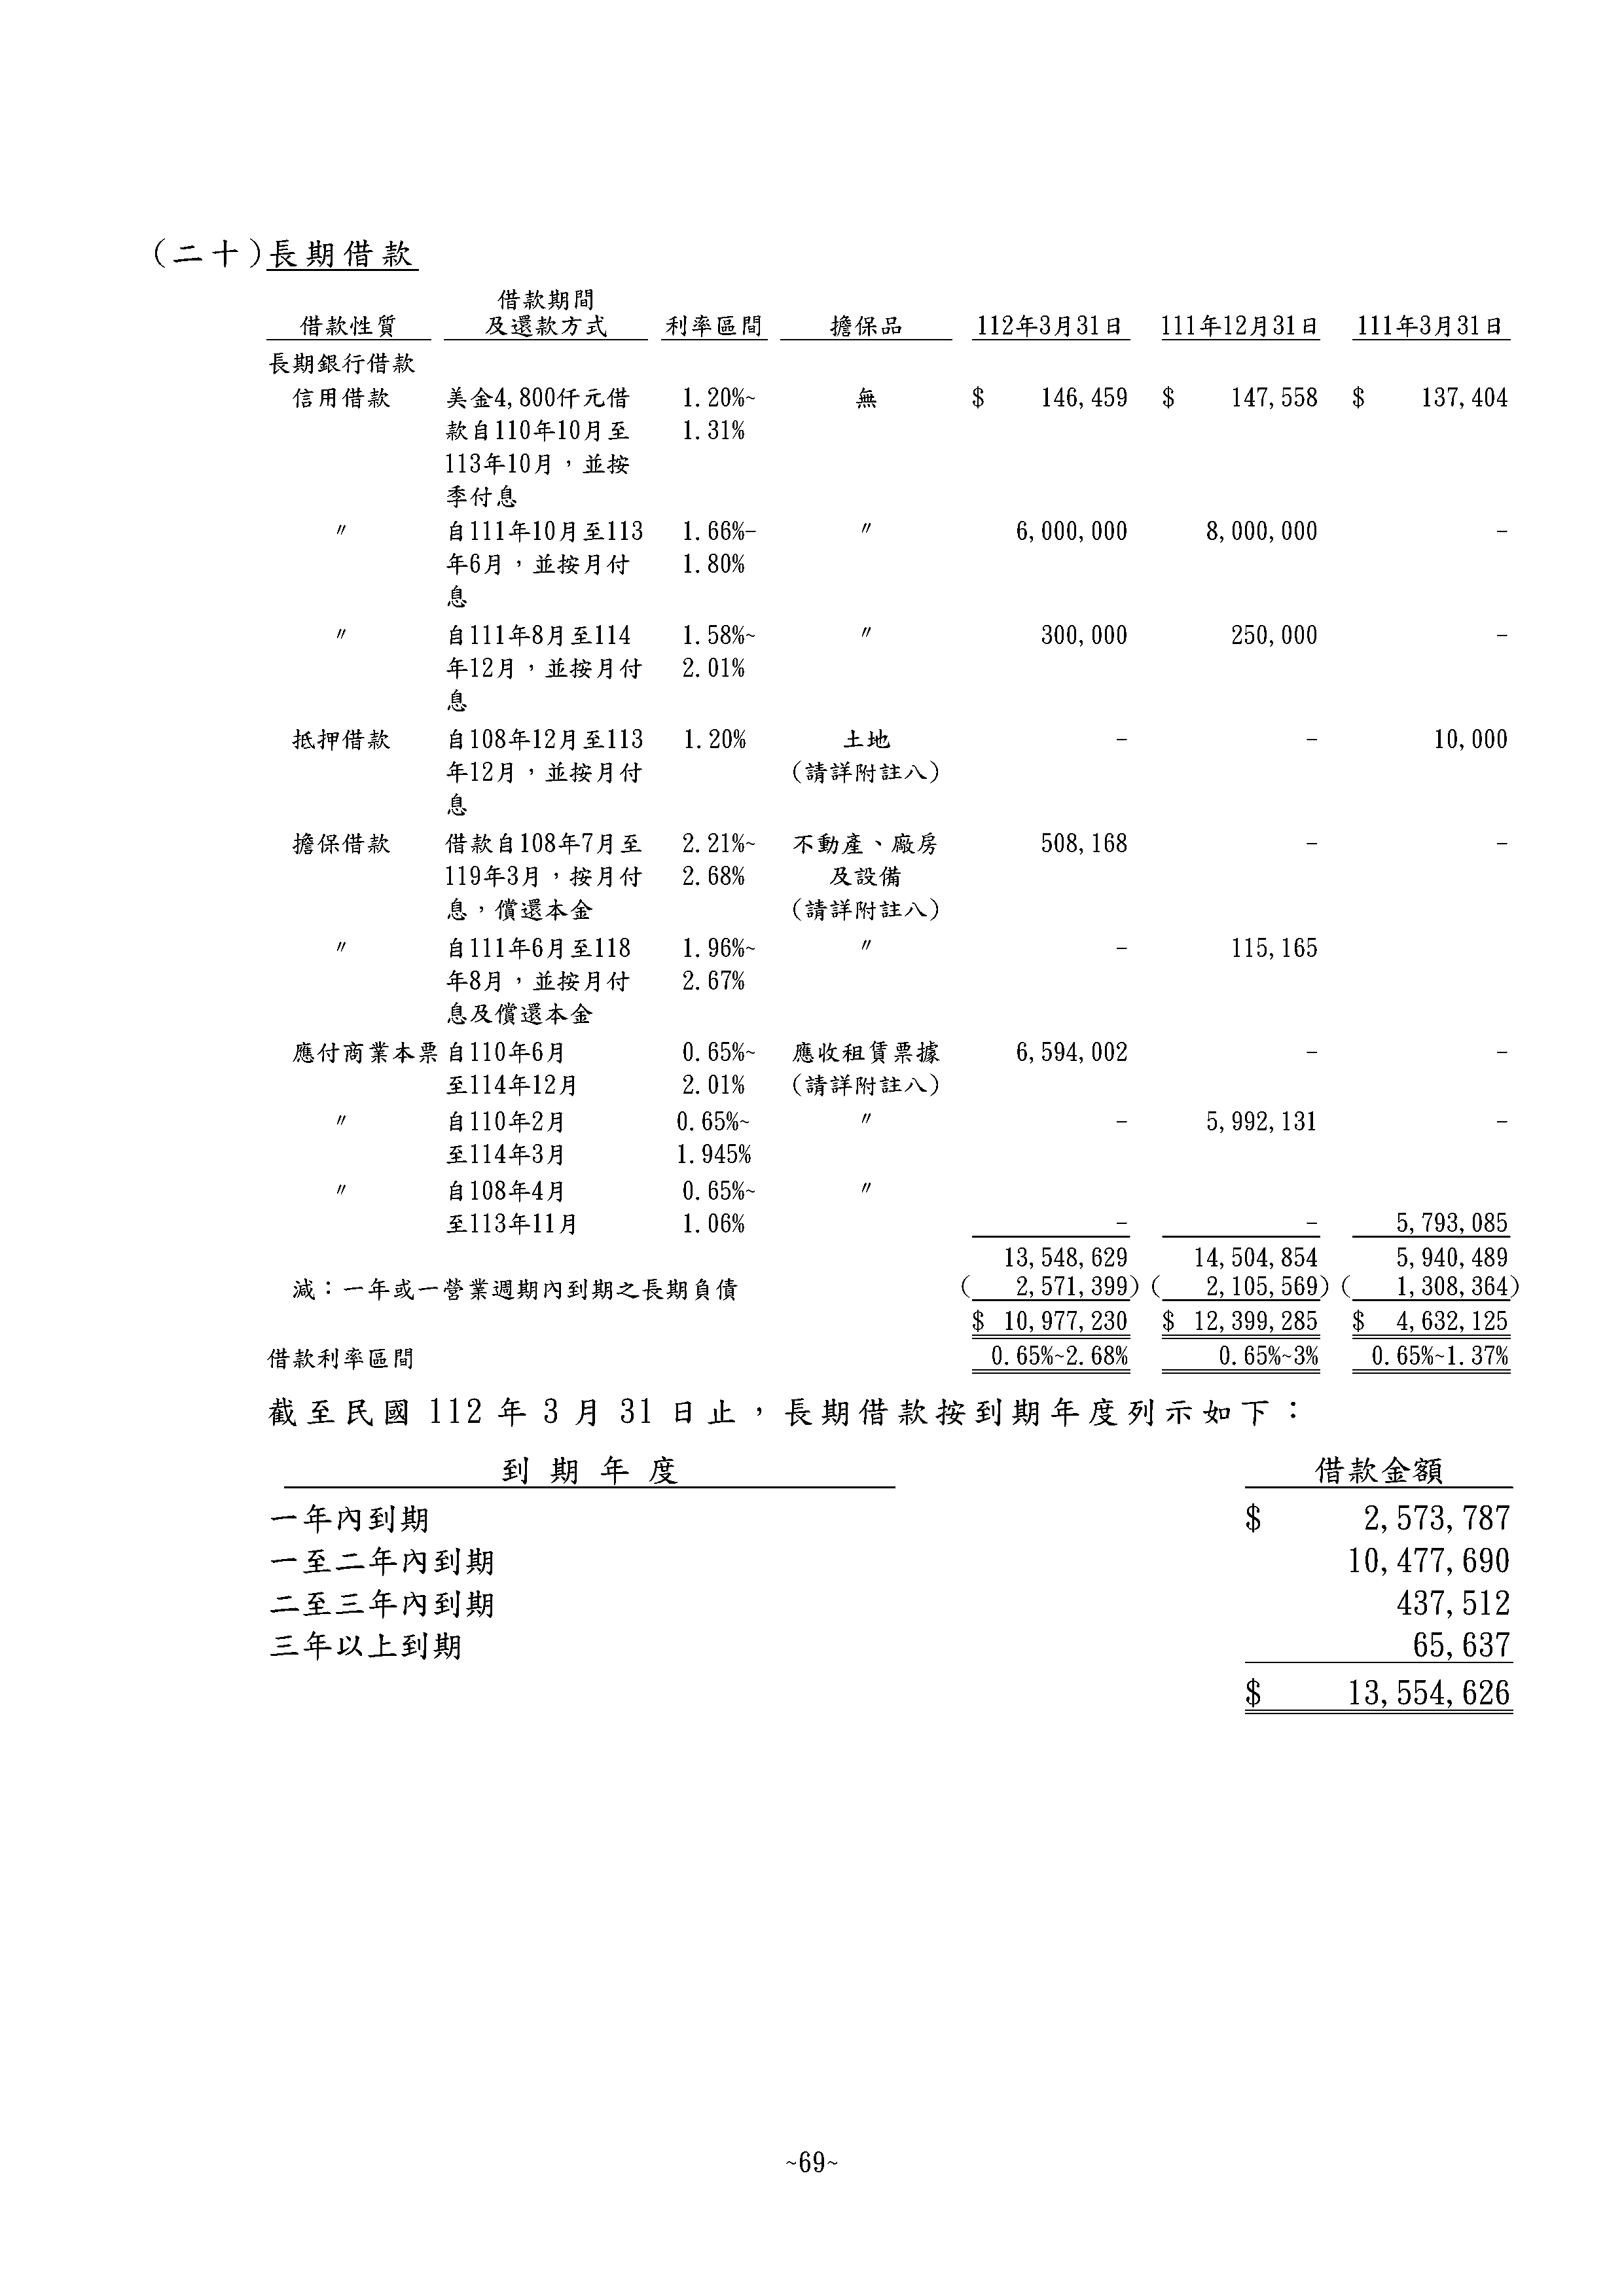 (二十)長期借款
借款期間
借款性質 及還款方式 利率區間 擔保品 112年3月31日 111年12月31日 111年3月31日
長期銀行借款
信用借款 美金4,800仟元借 1.20%~ 無 $ 146,459 $ 147,558 $ 137,404
款自110年10月至 1.31%
113年10月，並按
季付息
〃 自111年10月至113 1.66%- 〃 6,000,000 8,000,000 -
年6月，並按月付 1.80%
息
〃 自111年8月至114 1.58%~ 〃 300,000 250,000 -
年12月，並按月付 2.01%
息
抵押借款 自108年12月至113 1.20% 土地 - - 10,000
年12月，並按月付 (請詳附註八)
息
擔保借款 借款自108年7月至 2.21%~ 不動產、廠房 508,168 - -
119年3月，按月付 2.68% 及設備
息，償還本金 (請詳附註八)
〃 自111年6月至118 1.96%~ 〃 - 115,165
年8月，並按月付 2.67%
息及償還本金
應付商業本票 自110年6月 0.65%~ 應收租賃票據 6,594,002 - -
至114年12月 2.01% (請詳附註八)
〃 自110年2月 0.65%~ 〃 - 5,992,131 -
至114年3月 1.945%
〃 自108年4月 0.65%~ 〃
至113年11月 1.06% - - 5,793,085
13,548,629 14,504,854 5,940,489
減：一年或一營業週期內到期之長期負債 ( 2,571,399) ( 2,105,569) ( 1,308,364)
$ 10,977,230 $ 12,399,285 $ 4,632,125
借款利率區間 0.65%~2.68% 0.65%~3% 0.65%~1.37%
截至民國 112 年 3 月 31 日止，長期借款按到期年度列示如下：
到期年度 借款金額
一年內到期 $ 2,573,787
一至二年內到期 10,477,690
二至三年內到期 437,512
三年以上到期 65,637
$ 13,554,626
~69~